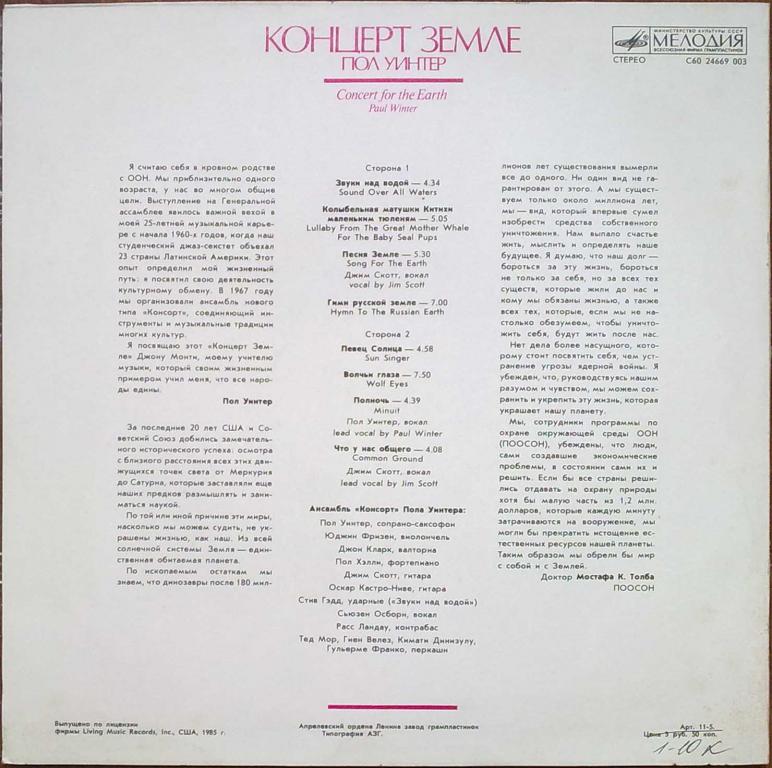 КОНЦЕРТ ЗЕМЛЕ
ПОЛ УИНТЕР
Concert for the Earth
Paul Winter
МИНИСТЕРСТВО КУЛЬТУРЫ СССР
МЕЛОДИЯ
ВСЕСОЮЗНАЯ ФИРМА ГРАМПЛАСТИНОК
СТЕРЕО С60 24669 003
Я считаю себя в кровном родстве
с ООН. Мы приблизительно одного
возраста, у нас во многом общие
цели. Выступление на Генеральной
ассамблее явилось важной вехой в
моей 25-летней музыкальной карье-
ре с начала 1960-х годов, когда наш
студенческий джаз-секстет объехал
23 страны Латинской Америки. Этот
опыт определил мой жизненный
путь: я посвятил свою деятельность
культурному обмену. В 1967 году
мы организовали ансамбль нового
типа «Консорт», соединяющий ин-
струменты и музыкальные традиции
многих культур.
Я посвящаю этот «Концерт Зем-
ле» Джону Монти, моему учителю
музыки, который своим жизненным
примером учил меня, что все наро-
ды едины.
Пол Уинтер
За последние 20 лет США и Со-
ветский Союз добились замечатель-
ного исторического успеха: осмотра
с близкого расстояния всех этих дви-
жущихся точек света от Меркурия
до Сатурна, которые заставляли еще
наших предков размышлять и зани-
маться наукой.
По той или иной причине эти миры,
насколько мы можем судить, не ук-
рашены жизнью, как наш. Из всей
солнечной системы Земля — един-
ственная обитаемая планета.
По ископаемым остаткам мы
знаем, что динозавры после 180 мил-
Сторона 1
Звуки над водой — 4.34
Sound Over All Waters
Колыбельная матушки Китихи
маленьким тюленям — 5.05
Lullaby From The Great Mother Whale
For The Baby Seal Pups
Песня Земле — 5.30
Song For The Earth
Джим Скотт, вокал
vocal by Jim Scott
Гимн русской земле — 7.00
Hymn To The Russian Earth
Сторона 2
Певец Солнца — 4.58
Sun Singer
Волчьи глаза — 7.50
Wolf Eyes
Полночь — 4.39
Minuit
Пол Уинтер, вокал
lead vocal by Paul Winter
Что у нас общего — 4.08
Common Ground
Джим Скотт, вокал
lead vocal by Jim Scott
Ансамбль «Консорт» Пола Уинтера:
Пол Уинтер, сопрано-саксофон
Юджин Фризен, виолончель
Джон Кларк, валторна
Пол Хэлли, фортепиано
Джим Скотт, гитара
Оскар Кастро-Ниве, гитара
Стив Гэдд, ударные («Звуки над водой»)
Сьюзен Осборн, вокал
Расс Ландау, контрабас
Тед Мор, Гиен Велез, Кимати Динизулу,
Гульерме Франко, перкашн
лионов лет существования вымерли
все до одного. Ни один вид не га-
рантирован от этого. А мы сущест-
вуем только около миллиона лет,
мы — вид, который впервые сумел
изобрести средства собственного
уничтожения. Нам выпало счастье
жить, мыслить и определять наше
будущее. Я думаю, что наш долг —
бороться за эту жизнь, бороться
не только за себя, но за всех тех
существ, которые жили до нас и
кому мы обязаны жизнью, а также
всех тех, которые, если мы не на-
столько обезумеем, чтобы уничто-
жить себя, будут жить после нас.
Нет дела более насущного, кото-
рому стоит посвятить себя, чем уст-
ранение угрозы ядерной войны. Я
убежден, что, руководствуясь нашим
разумом и чувством, мы можем сох-
ранить и укрепить эту жизнь, которая
украшает нашу планету.
Мы, сотрудники программы по
охране окружающей среды ООН
(ПООСОН), убеждены, что люди,
сами создавшие экономические
проблемы, в состоянии сами их и
решить. Если бы все страны реши-
лись отдавать на охрану природы
хотя бы малую часть из 1,2 млн.
долларов, которые каждую минуту
затрачиваются на вооружение, мы
могли бы прекратить истощение ес-
тественных ресурсов нашей планеты.
Таким образом мы обрели бы мир
с собой и с Землей.
Доктор Мостафа К. Толба
ПООСОН
Выпущено по лицензии
фирмы Living Music Records, Inc., США, 1985 г.
Апрелевский ордена Ленина завод грампластинок
Типография АЗГ.
Арт. 11-5.
Цена 3 руб. 50 коп.
1-10 к